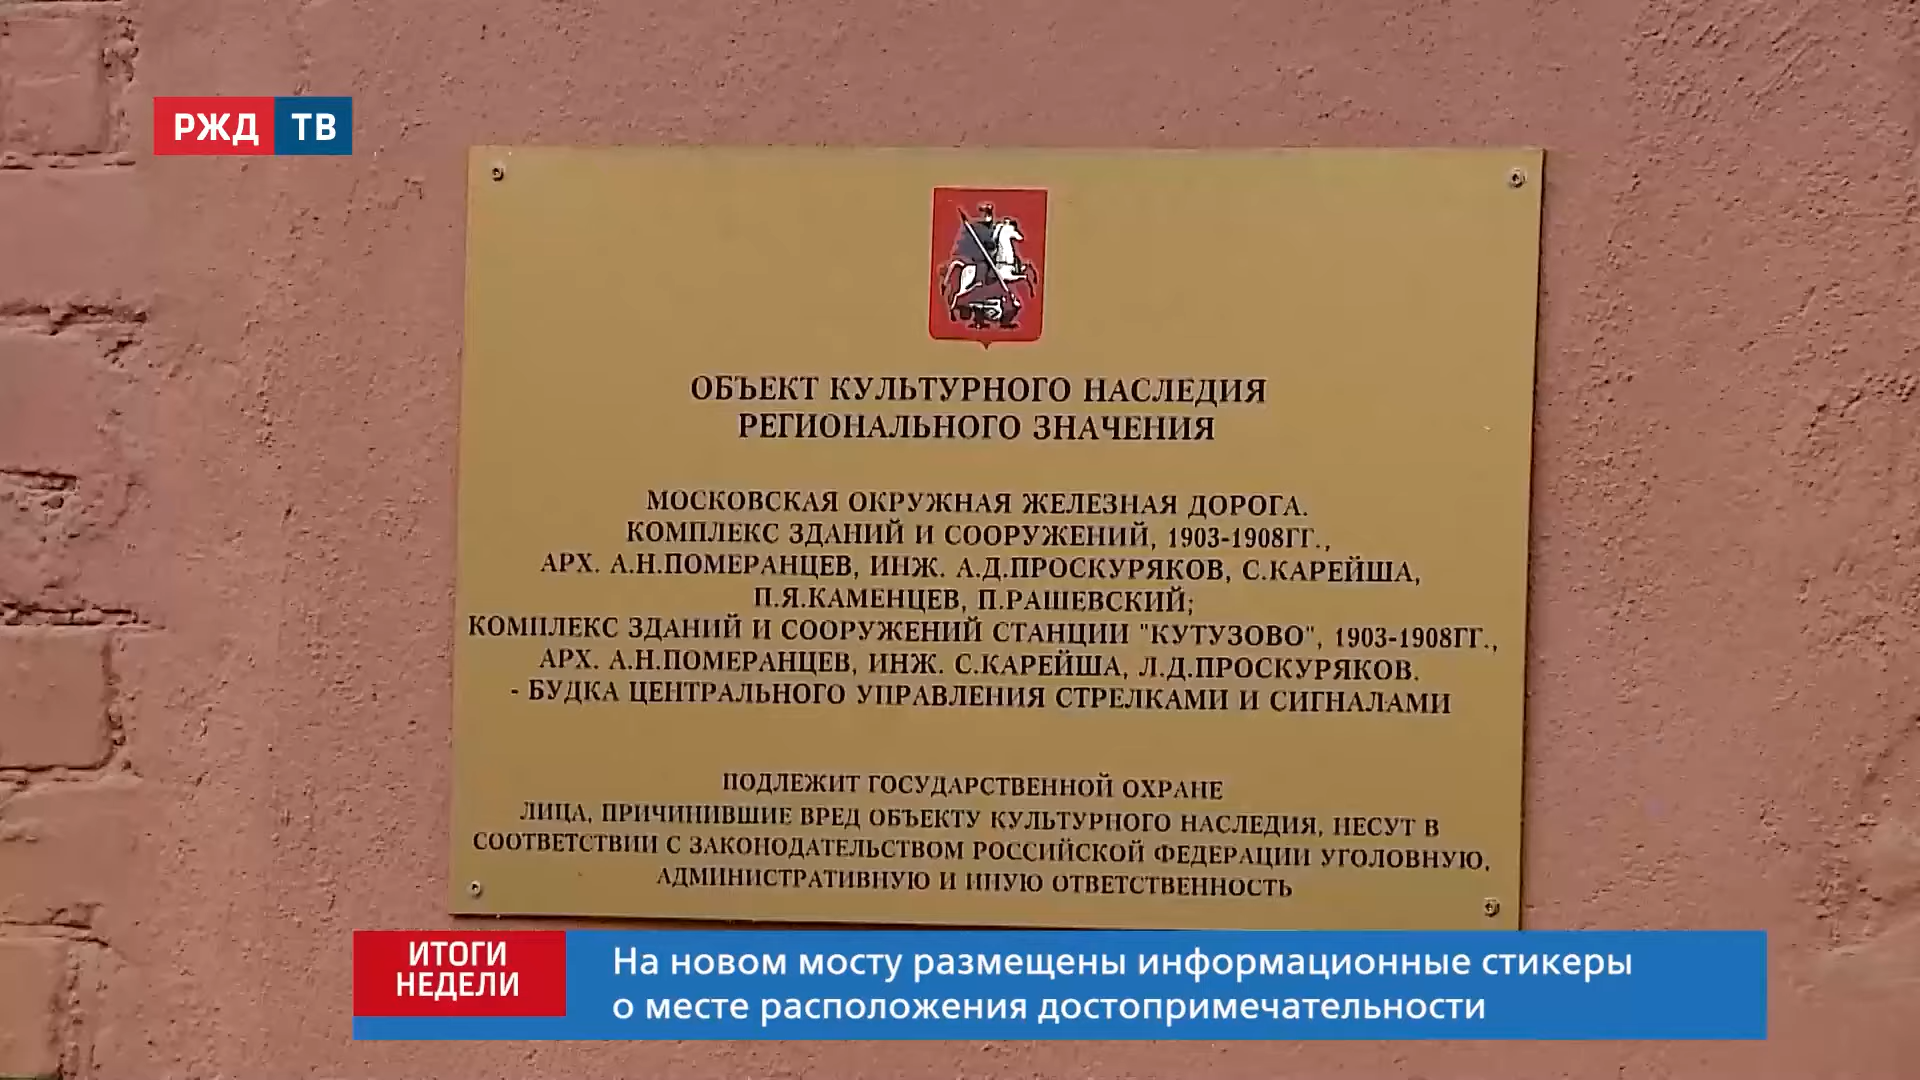 РЖД ТВ
ОБЪЕКТ КУЛЬТУРНОГО НАСЛЕДИЯ
РЕГИОНАЛЬНОГО ЗНАЧЕНИЯ
МОСКОВСКАЯ ОКРУЖНАЯ ЖЕЛЕЗНАЯ ДОРОГА.
КОМПЛЕКС ЗДАНИЙ И СООРУЖЕНИЙ, 1903-1908ГГ.,
АРХ. А.Н.ПОМЕРАНЦЕВ, ИНЖ. А.Д.ПРОСКУРЯКОВ, С.КАРЕЙША,
П.Я.КАМЕНЦЕВ, П.РАШЕВСКИЙ;
КОМПЛЕКС ЗДАНИЙ И СООРУЖЕНИЙ СТАНЦИИ "КУТУЗОВО", 1903-1908ГГ.,
АРХ. А.Н.ПОМЕРАНЦЕВ, ИНЖ. С.КАРЕЙША, Л.Д.ПРОСКУРЯКОВ.
- БУДКА ЦЕНТРАЛЬНОГО УПРАВЛЕНИЯ СТРЕЛКАМИ И СИГНАЛАМИ
ПОДЛЕЖИТ ГОСУДАРСТВЕННОЙ ОХРАНЕ
ЛИЦА, ПРИЧИНИВШИЕ ВРЕД ОБЪЕКТУ КУЛЬТУРНОГО НАСЛЕДИЯ, НЕСУТ В
СООТВЕТСТВИИ С ЗАКОНОДАТЕЛЬСТВОМ РОССИЙСКОЙ ФЕДЕРАЦИИ УГОЛОВНУЮ,
АДМИНИСТРАТИВНУЮ И ИНУЮ ОТВЕТСТВЕННОСТЬ
ИТОГИ
НЕДЕЛИ
На новом мосту размещены информационные стикеры
о месте расположения достопримечательности